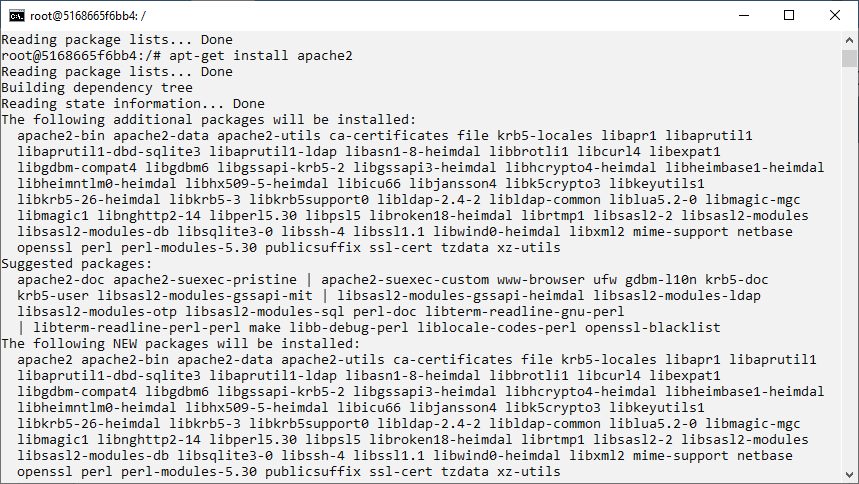 root@5168665f6bb4: /
Reading package lists... Done
root@5168665f6bb4:/# apt-get install apache2
Reading package lists... Done
Building dependency tree
Reading state information... Done
The following additional packages will be installed:
  apache2-bin apache2-data apache2-utils ca-certificates file krb5-locales libapr1 libaprutil1
  libaprutil1-dbd-sqlite3 libaprutil1-ldap libasn1-8-heimdal libbrotli1 libcurl4 libexpat1
  libgdbm-compat4 libgdbm6 libgssapi-krb5-2 libgssapi3-heimdal libhcrypto4-heimdal libheimbase1-heimdal
  libheimntlm0-heimdal libhx509-5-heimdal libicu66 libjansson4 libk5crypto3 libkeyutils1
  libkrb5-26-heimdal libkrb5-3 libkrb5support0 libldap-2.4-2 libldap-common liblua5.2-0 libmagic-mgc
  libmagic1 libnghttp2-14 libperl5.30 libpsl5 libroken18-heimdal librtmp1 libsasl2-2 libsasl2-modules
  libsasl2-modules-db libsqlite3-0 libssh-4 libssl1.1 libwind0-heimdal libxml2 mime-support netbase
  openssl perl perl-modules-5.30 publicsuffix ssl-cert tzdata xz-utils
Suggested packages:
  apache2-doc apache2-suexec-pristine | apache2-suexec-custom www-browser ufw gdbm-l10n krb5-doc
  krb5-user libsasl2-modules-gssapi-mit | libsasl2-modules-gssapi-heimdal libsasl2-modules-ldap
  libsasl2-modules-otp libsasl2-modules-sql perl-doc libterm-readline-gnu-perl
  | libterm-readline-perl-perl make libb-debug-perl liblocale-codes-perl openssl-blacklist
The following NEW packages will be installed:
  apache2 apache2-bin apache2-data apache2-utils ca-certificates file krb5-locales libapr1 libaprutil1
  libaprutil1-dbd-sqlite3 libaprutil1-ldap libasn1-8-heimdal libbrotli1 libcurl4 libexpat1
  libgdbm-compat4 libgdbm6 libgssapi-krb5-2 libgssapi3-heimdal libhcrypto4-heimdal libheimbase1-heimdal
  libheimntlm0-heimdal libhx509-5-heimdal libicu66 libjansson4 libk5crypto3 libkeyutils1
  libkrb5-26-heimdal libkrb5-3 libkrb5support0 libldap-2.4-2 libldap-common liblua5.2-0 libmagic-mgc
  libmagic1 libnghttp2-14 libperl5.30 libpsl5 libroken18-heimdal librtmp1 libsasl2-2 libsasl2-modules
  libsasl2-modules-db libsqlite3-0 libssh-4 libssl1.1 libwind0-heimdal libxml2 mime-support netbase
  openssl perl perl-modules-5.30 publicsuffix ssl-cert tzdata xz-utils